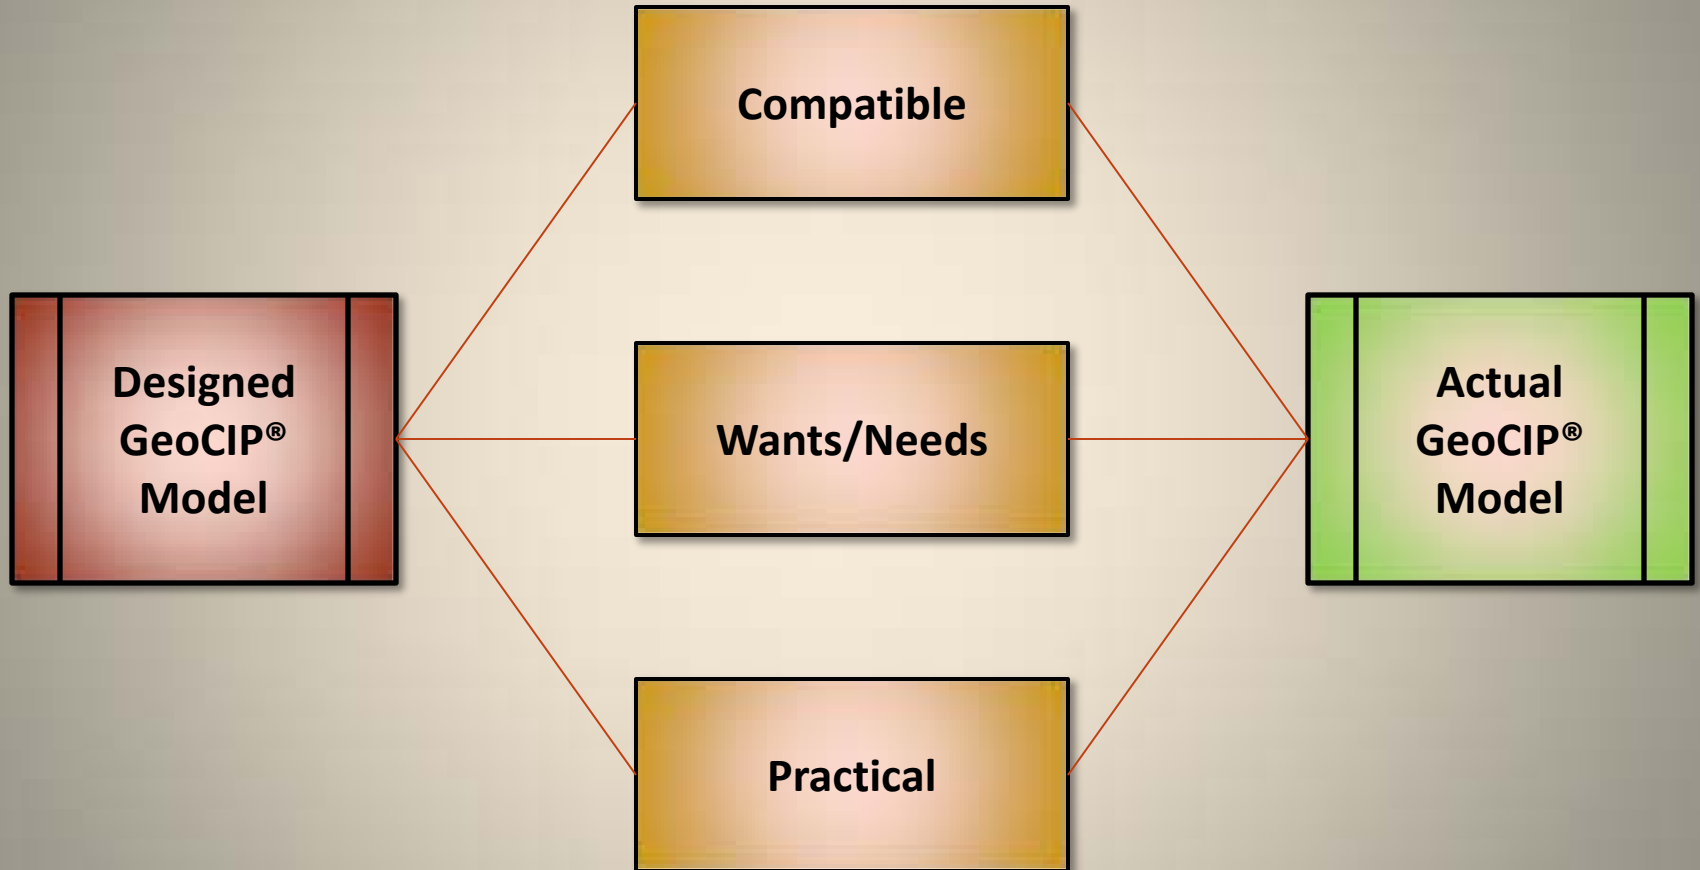 Compatible
Designed
GeoCIP®
Model
Wants/Needs
Actual
GeoCIP®
Model
Practical